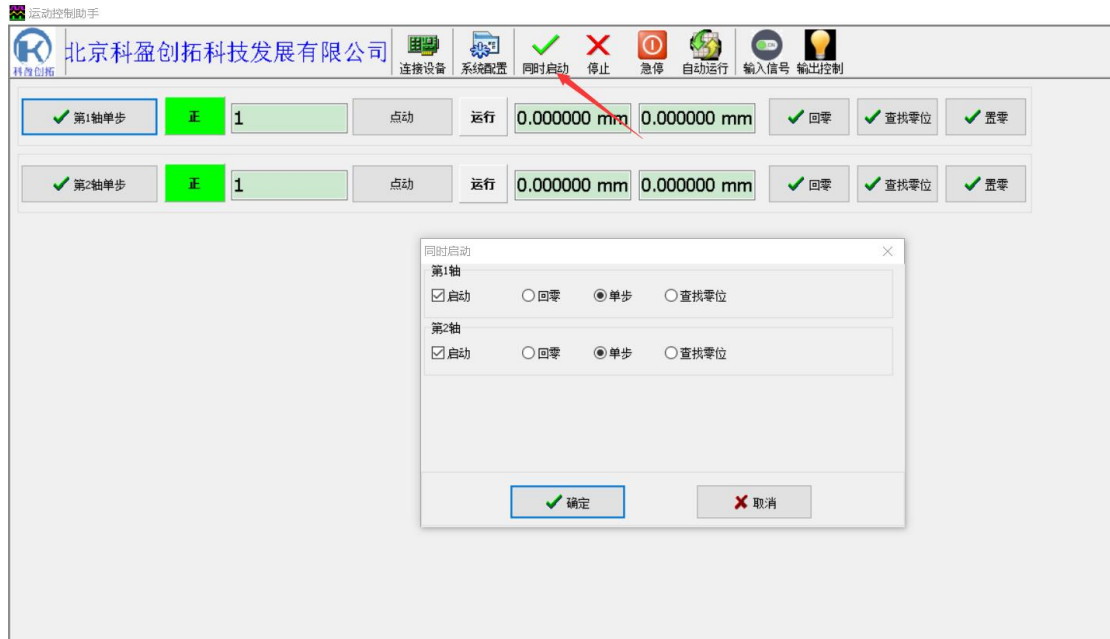 运动控制助手
科盈创拓 北京科盈创拓科技发展有限公司 连接设备 系统配置 同时启动 停止 急停 自动运行 输入信号 输出控制
第1轴单步 正 1 点动 运行 0.000000 mm 0.000000 mm 回零 查找零位 置零
第2轴单步 正 1 点动 运行 0.000000 mm 0.000000 mm 回零 查找零位 置零
同时启动
第1轴
启动 回零 单步 查找零位
第2轴
启动 回零 单步 查找零位
确定 取消